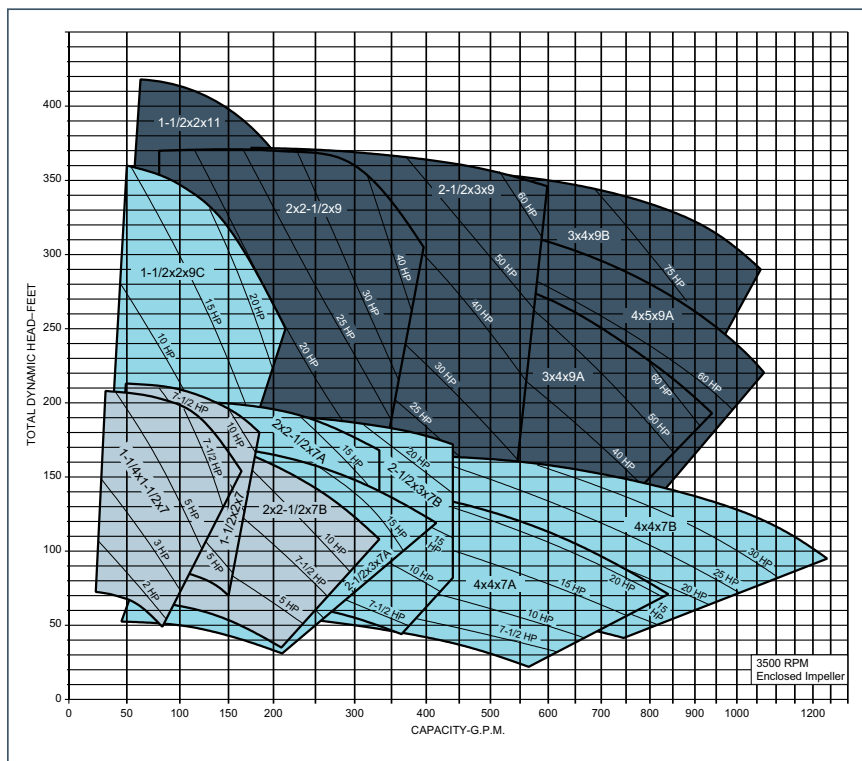 TOTAL DYNAMIC HEAD–FEET
400
350
300
250
200
150
100
50
0
1-1/2x2x11
2x2-1/2x9
2-1/2x3x9
60 HP
3x4x9B
75 HP
1-1/2x2x9C
40 HP
50 HP
30 HP
15 HP
20 HP
25 HP
40 HP
4x5x9A
10 HP
20 HP
30 HP
3x4x9A
60 HP
60 HP
7-1/2 HP
25 HP
50 HP
10 HP
2x2-1/2x7A
15 HP
20 HP
40 HP
1-1/4x1-1/2x7
7-1/2 HP
2-1/2x3x7B
5 HP
1-1/2x2x7
2x2-1/2x7B
15 HP
4x4x7B
3 HP
10 HP
15 HP
30 HP
5 HP
7-1/2 HP
2-1/2x3x7A
10 HP
4x4x7A
15 HP
20 HP
25 HP
2 HP
5 HP
7-1/2 HP
10 HP
20 HP
15 HP
7-1/2 HP
3500 RPM
Enclosed Impeller
0
50
100
150
200
300
400
500
600
700
800
900
1000
1200
CAPACITY-G.P.M.